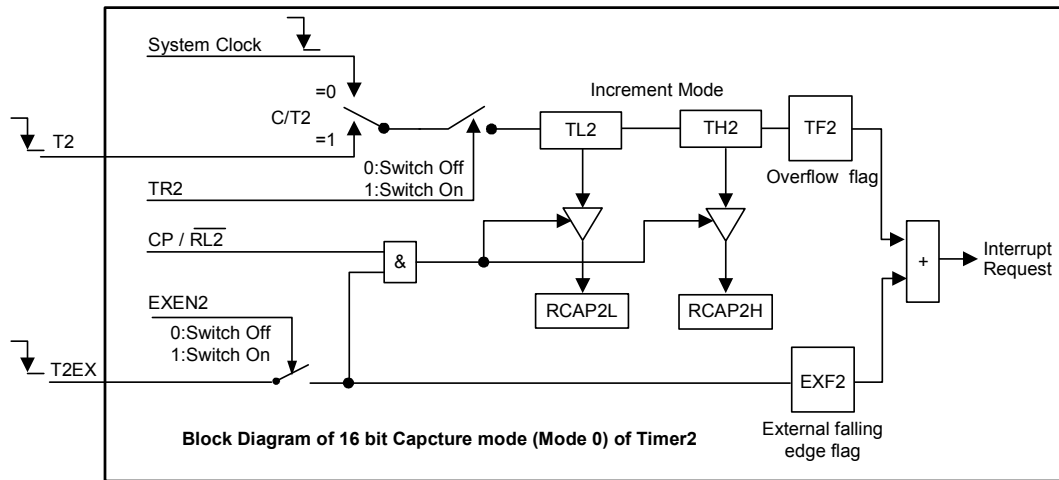 System Clock
=0
C/T2
=1
T2
TR2
0:Switch Off
1:Switch On
Increment Mode
TL2
TH2
TF2
Overflow flag
CP / RL2
&
RCAP2L
RCAP2H
+
Interrupt
Request
EXEN2
0:Switch Off
1:Switch On
T2EX
EXF2
External falling
edge flag
Block Diagram of 16 bit Capcture mode (Mode 0) of Timer2